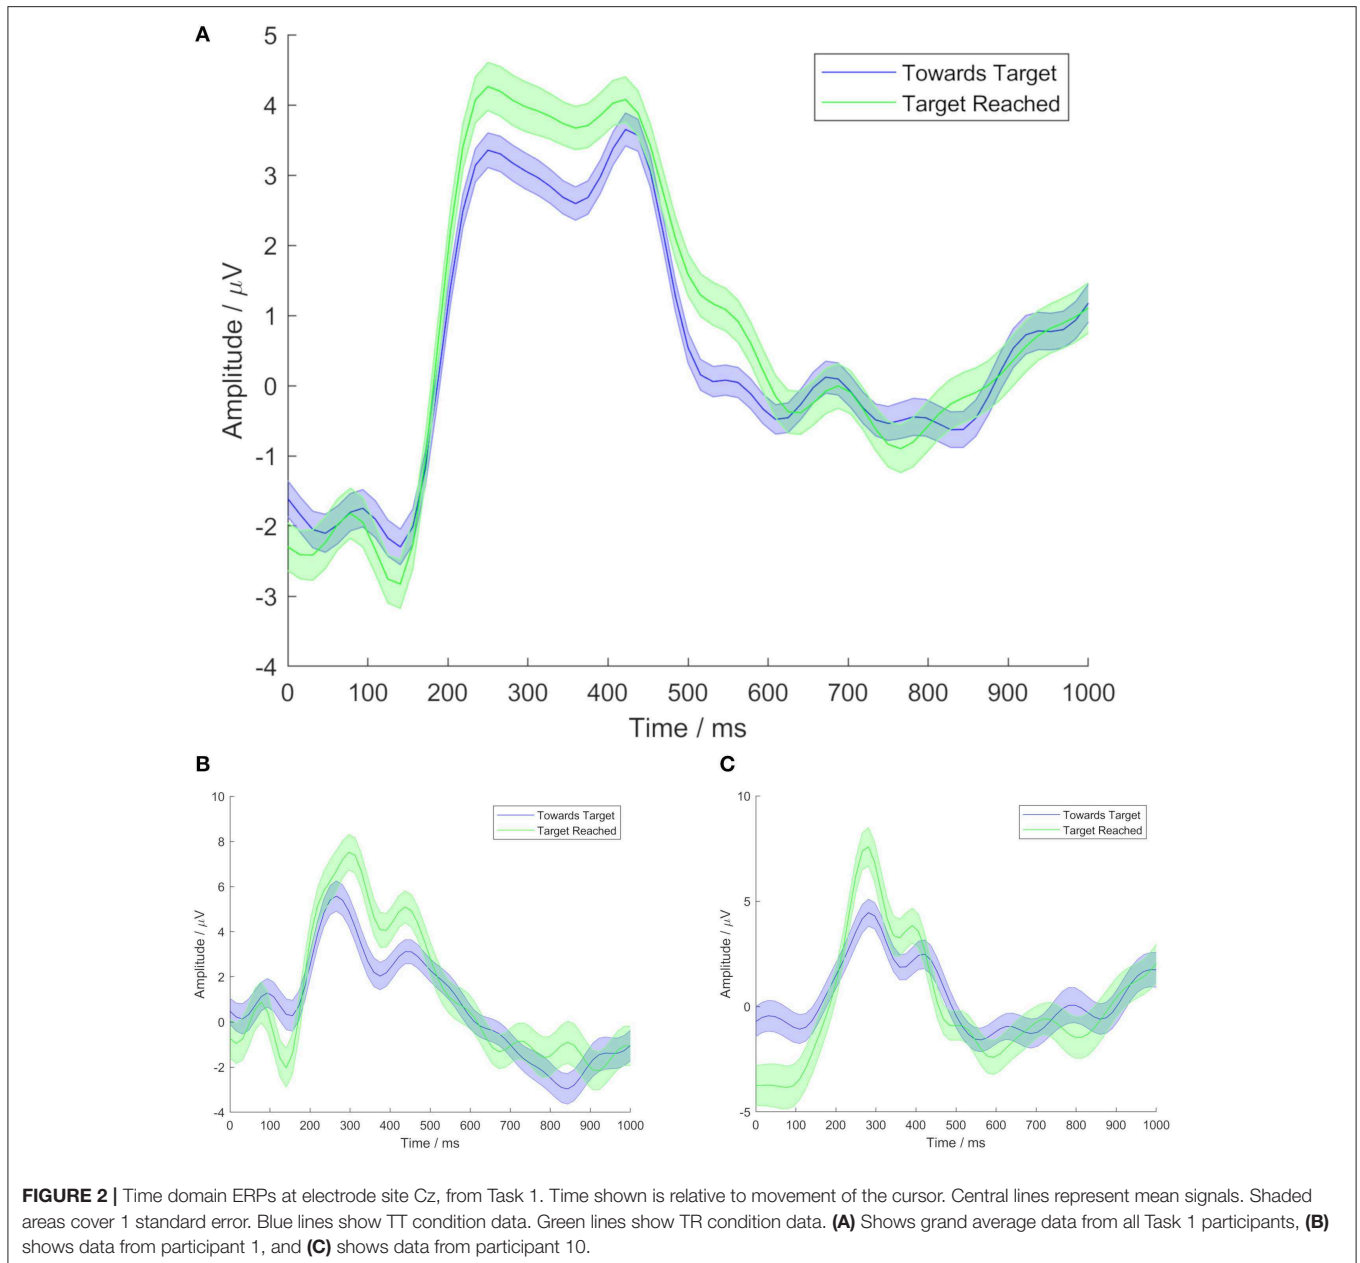 A
5
4
3
2
1
0
-1
-2
-3
-4
Amplitude / μV
0 100 200 300 400 500 600 700 800 900 1000
Time / ms
Towards Target
Target Reached
B
10
8
6
4
2
0
-2
-4
Amplitude / μV
0 100 200 300 400 500 600 700 800 900 1000
Time / ms
Towards Target
Target Reached
C
10
5
0
-5
Amplitude / μV
0 100 200 300 400 500 600 700 800 900 1000
Time / ms
Towards Target
Target Reached
FIGURE 2 | Time domain ERPs at electrode site Cz, from Task 1. Time shown is relative to movement of the cursor. Central lines represent mean signals. Shaded
areas cover 1 standard error. Blue lines show TT condition data. Green lines show TR condition data. (A) Shows grand average data from all Task 1 participants, (B)
shows data from participant 1, and (C) shows data from participant 10.